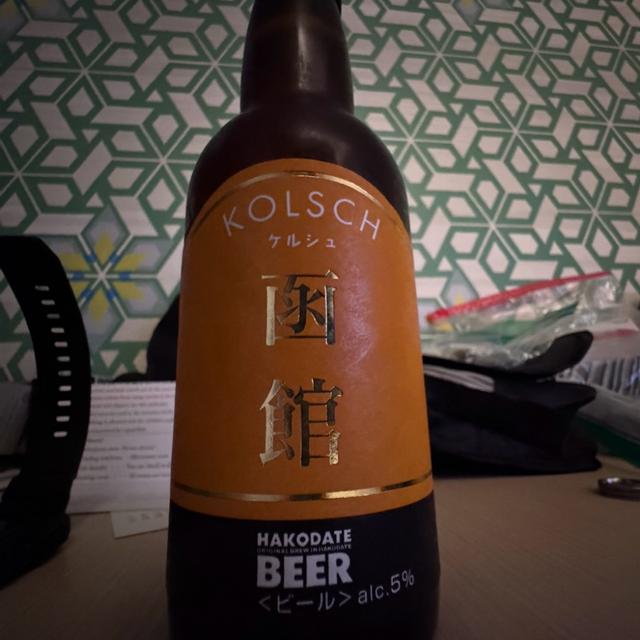 KOLSCH
ケルシュ
函
館
HAKODATE
ORIGINAL BREW IN HAKODATE
BEER
<ビール> alc.5%